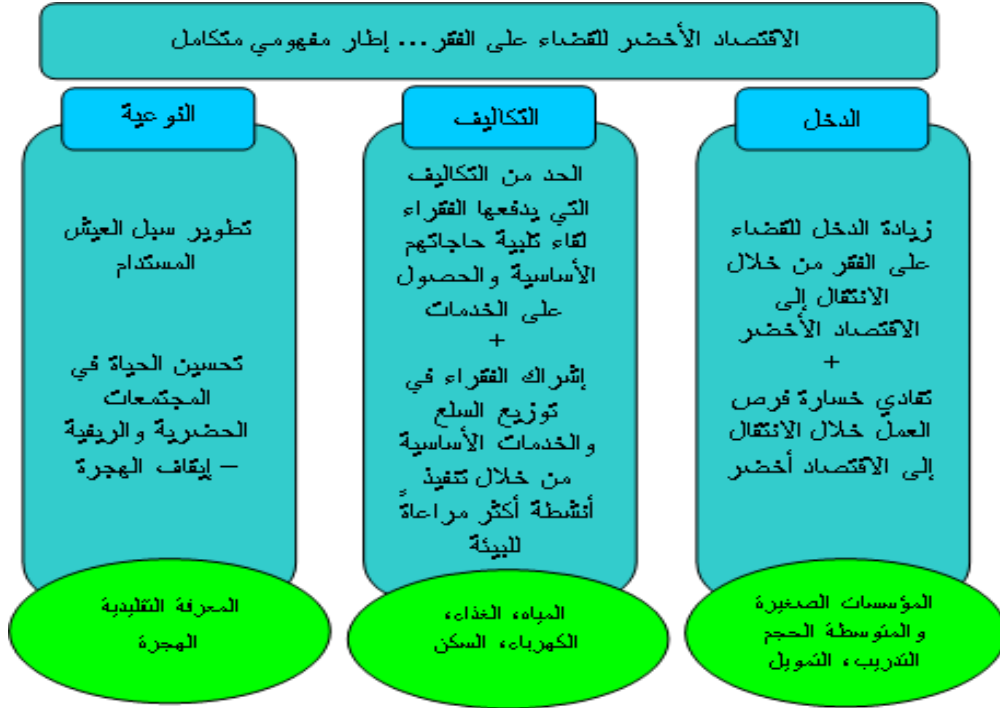 الاقتصاد الأخضر للقضاء على الفقر... إطار مفهومي متكامل
الدخل
زيادة الدخل للقضاء
على الفقر من خلال
الانتقال إلى
الاقتصاد الأخضر
+
تفادي خسارة فرص
العمل خلال الانتقال
إلى الاقتصاد أخضر
المؤسسات الصغيرة
والمتوسطة الحجم
التدريب، التمويل
التكاليف
الحد من التكاليف
التي يدفعها الفقراء
لقاء تلبية حاجاتهم
الأساسية والحصول
على الخدمات
+
إشراك الفقراء في
توزيع السلع
والخدمات الأساسية
من خلال تنفيذ
أنشطة أكثر مراعاةً
للبيئة
المياه، الغذاء،
الكهرباء، السكن
النوعية
تطوير سبل العيش
المستدام
تحسين الحياة في
المجتمعات
الحضرية والريفية
– إيقاف الهجرة
المعرفة التقليدية
الهجرة